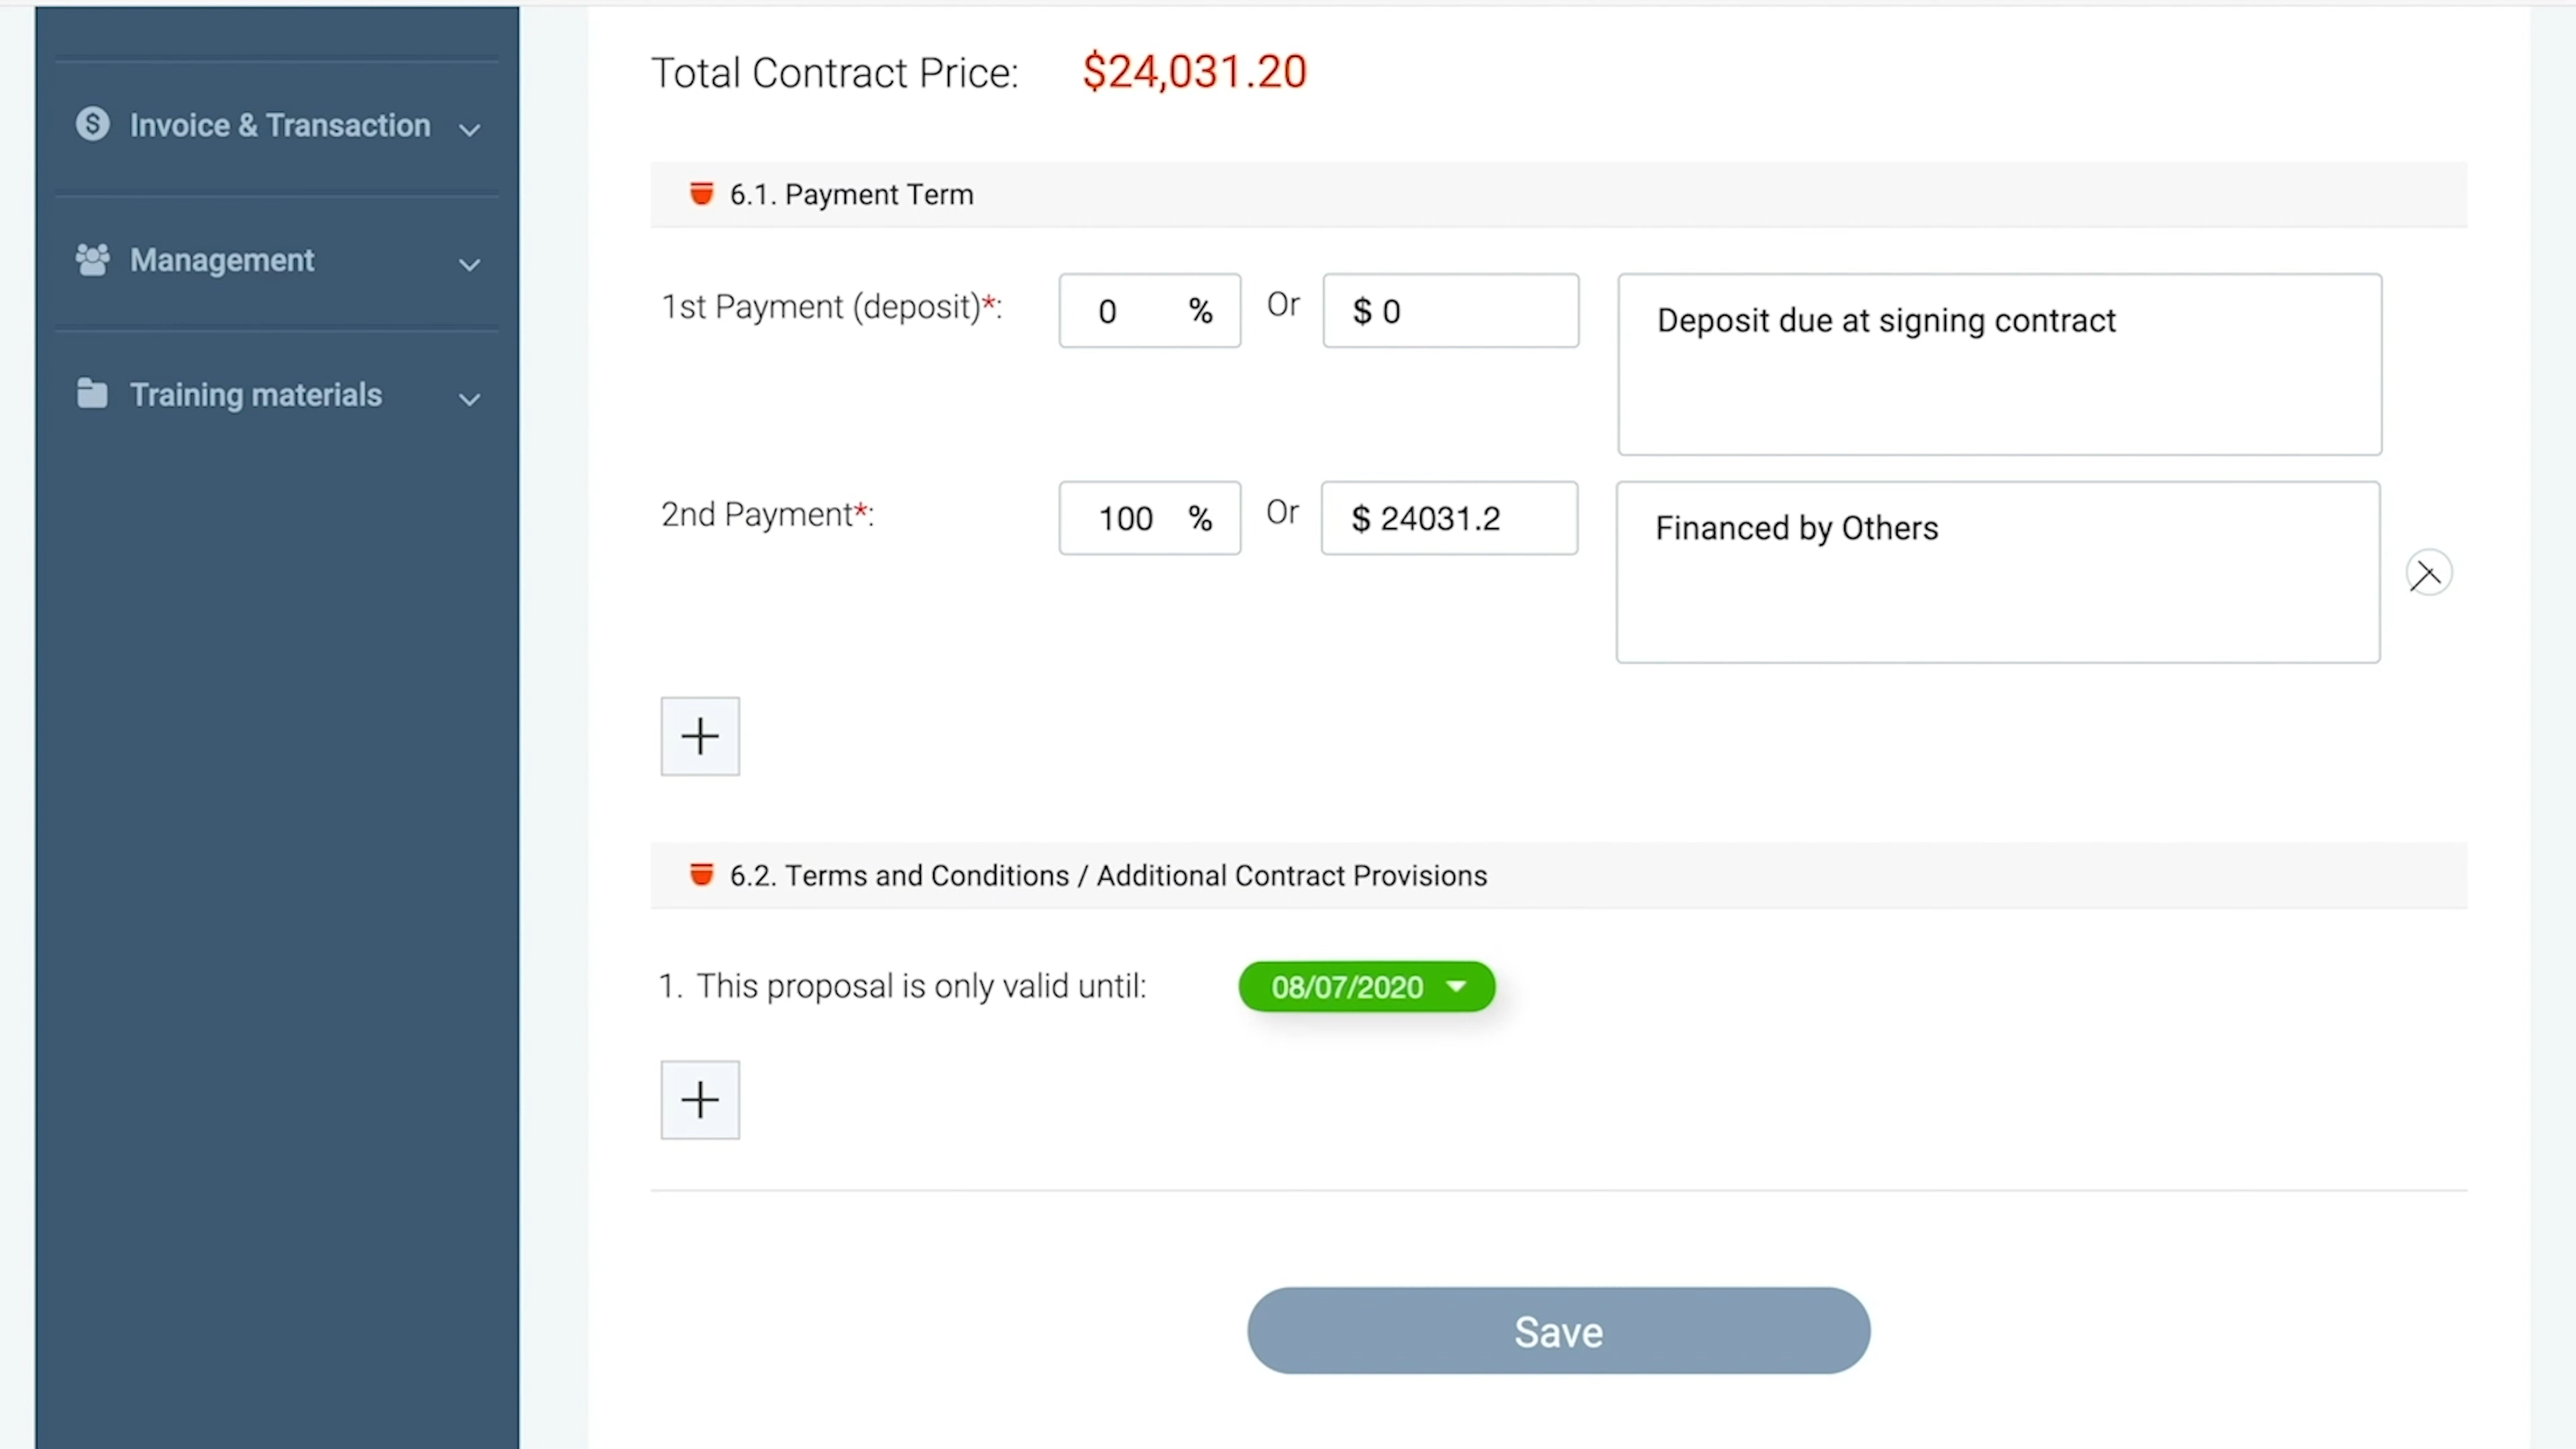 Total Contract Price: $24,031.20
Invoice & Transaction
Management
Training materials
6.1. Payment Term
1st Payment (deposit)*: 0 % Or $ 0 Deposit due at signing contract
2nd Payment*: 100 % Or $ 24031.2 Financed by Others
6.2. Terms and Conditions / Additional Contract Provisions
1. This proposal is only valid until: 08/07/2020
Save